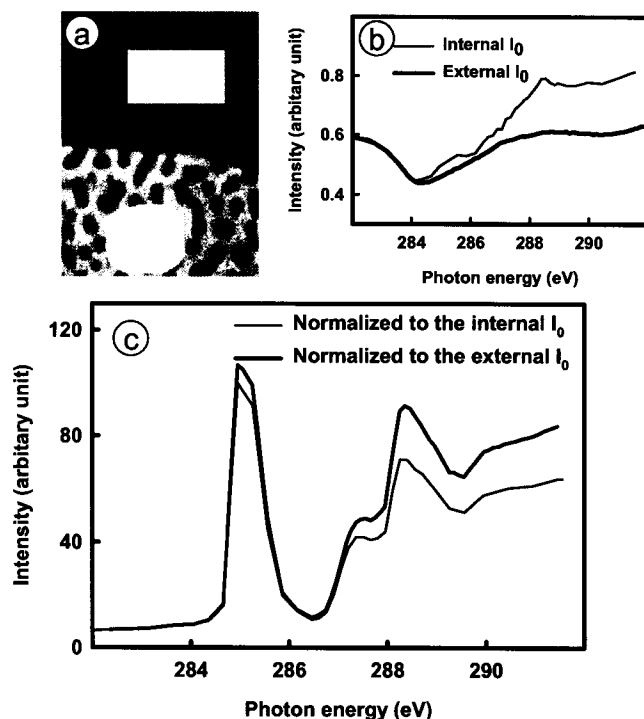 a
b
Internal I0
External I0
Intensity (arbitary unit)
0.8
0.6
0.4
284
286
288
290
Photon energy (eV)
c
Normalized to the internal I0
Normalized to the external I0
Intensity (arbitary unit)
120
80
40
0
284
286
288
290
Photon energy (eV)